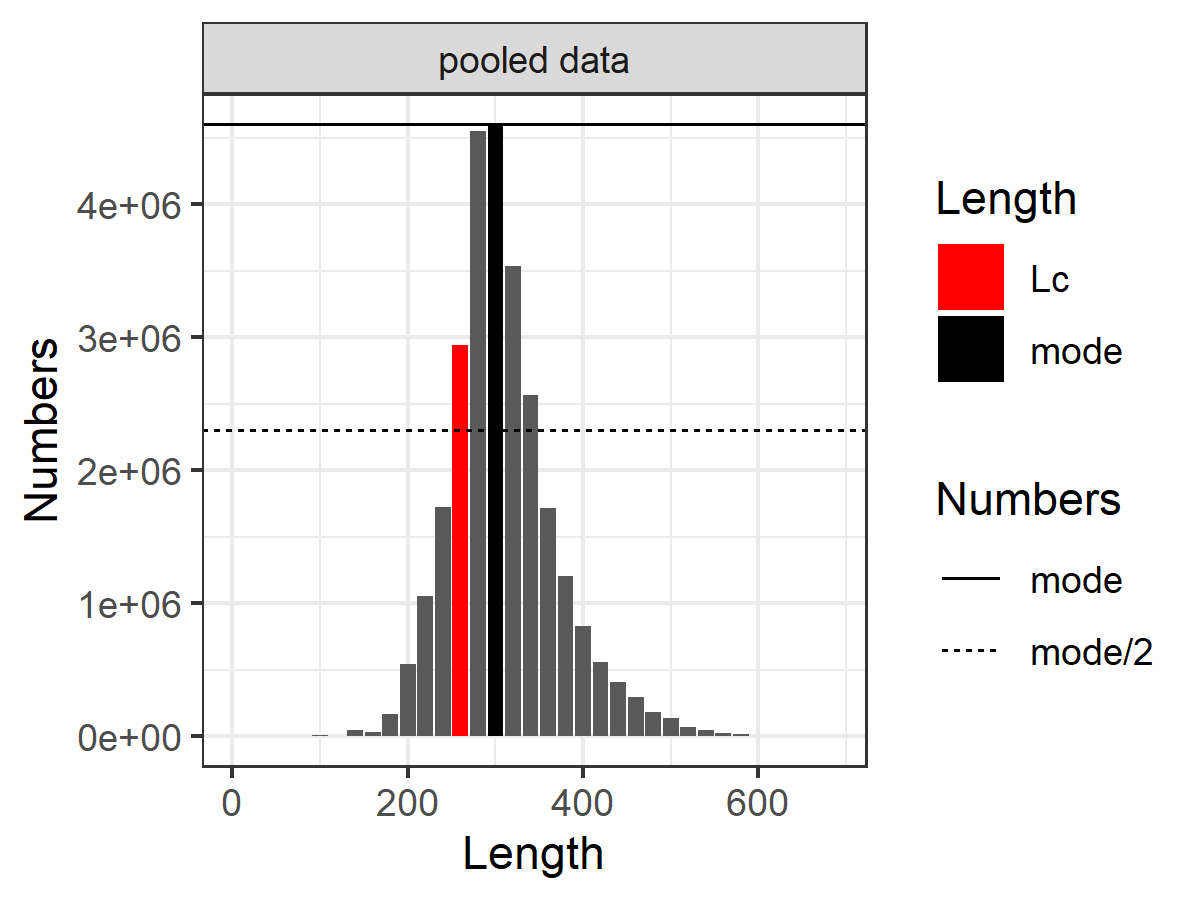 pooled data
Numbers
4e+06
3e+06
2e+06
1e+06
0e+00
0
200
400
600
Length
Length
Lc
mode
Numbers
mode
mode/2